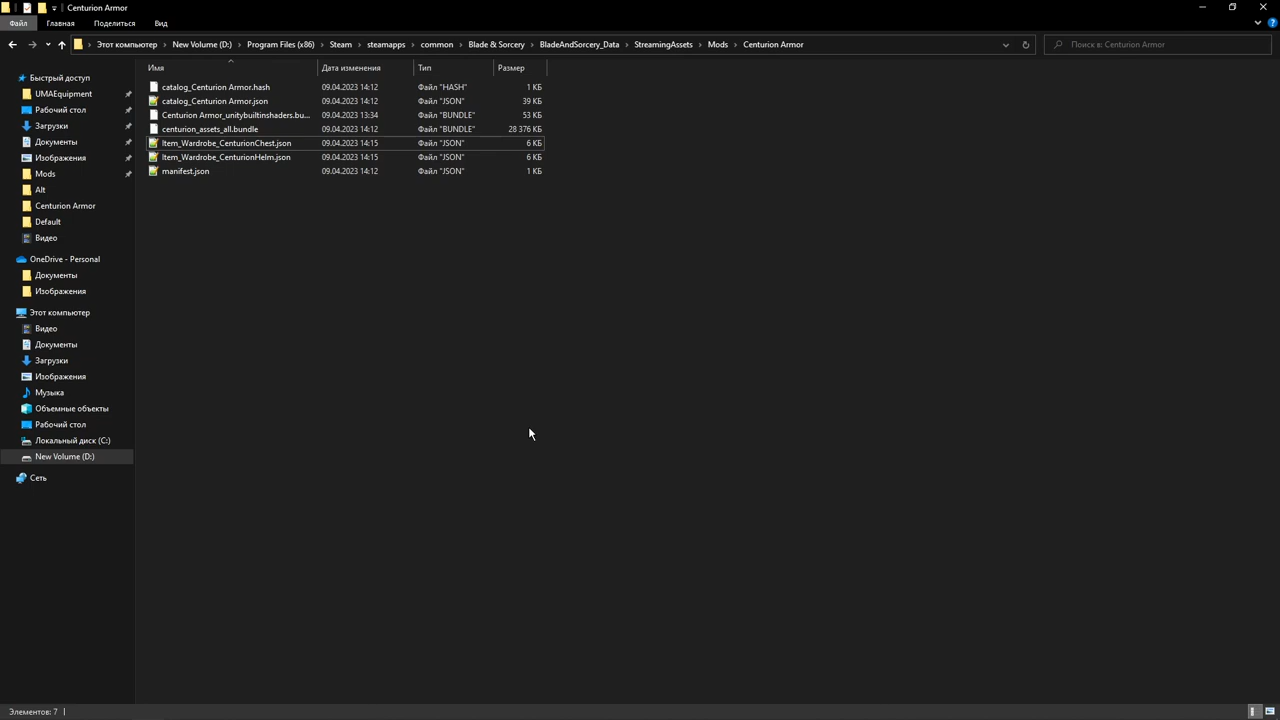 Centurion Armor
Файл Главная Поделиться Вид
Этот компьютер New Volume (D:) Program Files (x86) Steam steamapps common Blade & Sorcery BladeAndSorcery_Data StreamingAssets Mods Centurion Armor
Поиск в: Centurion Armor
Имя Дата изменения Тип Размер
catalog_Centurion Armor.hash 09.04.2023 14:12 Файл "HASH" 1 КБ
catalog_Centurion Armor.json 09.04.2023 14:12 Файл "JSON" 39 КБ
Centurion Armor_unitybuiltinshaders.bu... 09.04.2023 13:34 Файл "BUNDLE" 53 КБ
centurion_assets_all.bundle 09.04.2023 14:12 Файл "BUNDLE" 28 376 КБ
Item_Wardrobe_CenturionChest.json 09.04.2023 14:15 Файл "JSON" 6 КБ
Item_Wardrobe_CenturionHelm.json 09.04.2023 14:15 Файл "JSON" 6 КБ
manifest.json 09.04.2023 14:12 Файл "JSON" 1 КБ
Быстрый доступ
UMAEquipment
Рабочий стол
Загрузки
Документы
Изображения
Mods
Alt
Centurion Armor
Default
Видео
OneDrive - Personal
Документы
Изображения
Этот компьютер
Видео
Документы
Загрузки
Изображения
Музыка
Объемные объекты
Рабочий стол
Локальный диск (C:)
New Volume (D:)
Сеть
Элементов: 7